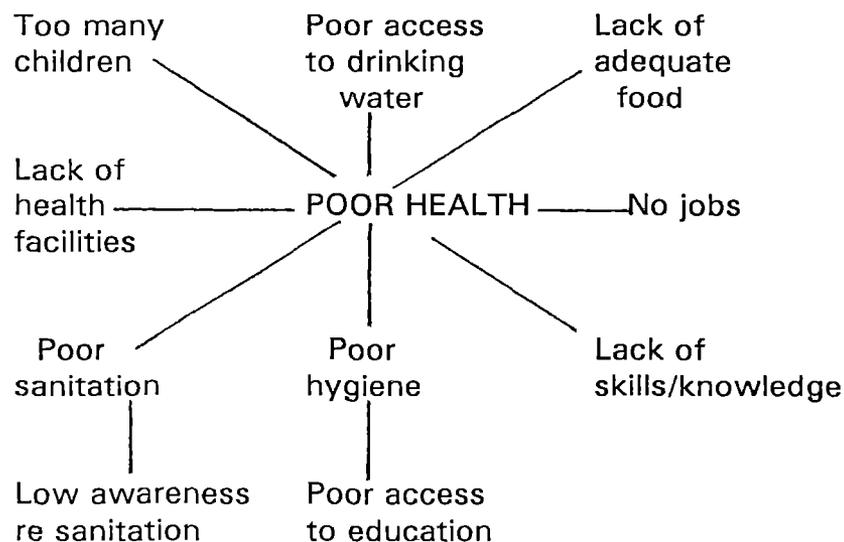 Too many
children
Poor access
to drinking
water
Lack of
adequate
food
Lack of
health
facilities
POOR HEALTH
No jobs
Poor
sanitation
Poor
hygiene
Lack of
skills/knowledge
Low awareness
re sanitation
Poor access
to education